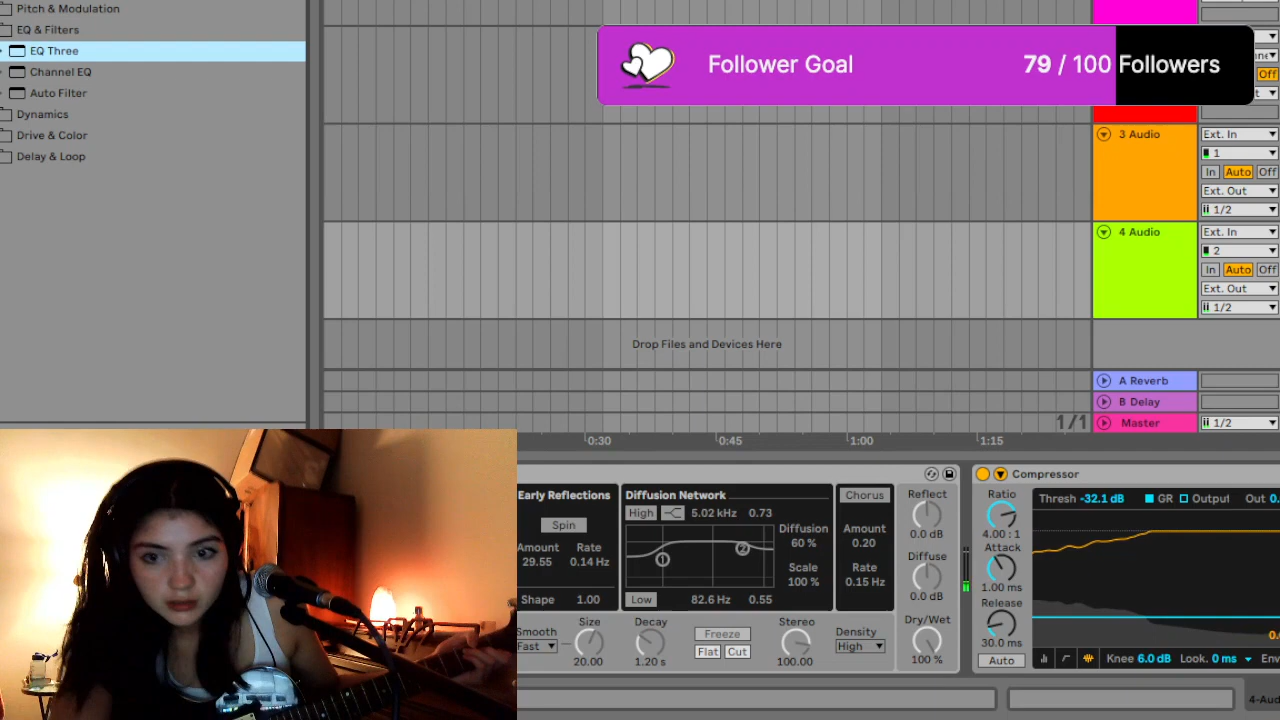 Pitch & Modulation
EQ & Filters
EQ Three
Channel EQ
Auto Filter
Dynamics
Drive & Color
Delay & Loop
Follower Goal
79 / 100 Followers
Off
3 Audio
Ext. In
1
In Auto Off
Ext. Out
1/2
4 Audio
Ext. In
2
In Auto Off
Ext. Out
1/2
Drop Files and Devices Here
A Reverb
B Delay
1/1
Master
1/2
0:30
0:45
1:00
1:15
Early Reflections
Spin
Amount
29.55
Rate
0.14 Hz
Shape
1.00
Diffusion Network
High
5.02 kHz
0.73
1
2
Diffusion
60 %
Scale
100 %
Low
82.6 Hz
0.55
Chorus
Amount
0.20
Rate
0.15 Hz
Reflect
0.0 dB
Diffuse
0.0 dB
Dry/Wet
100 %
Smooth
Fast
Size
20.00
Decay
1.20 s
Freeze
Flat
Cut
Stereo
100.00
Density
High
Compressor
Ratio
4.00 : 1
Attack
1.00 ms
Release
30.0 ms
Auto
Thresh -32.1 dB
GR
Output
Out
Knee 6.0 dB
Look. 0 ms